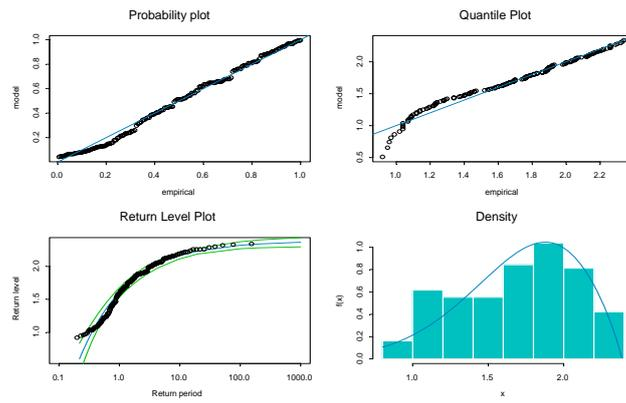 Probability plot
model
0.2 0.4 0.6 0.8 1.0
0.0 0.2 0.4 0.6 0.8 1.0
empirical
Quantile Plot
model
0.5 1.0 1.5 2.0
1.0 1.2 1.4 1.6 1.8 2.0 2.2
empirical
Return Level Plot
Return level
1.0 1.5 2.0
0.1 1.0 10.0 100.0 1000.0
Return period
Density
f(x)
0.0 0.2 0.4 0.6 0.8 1.0
1.0 1.5 2.0
x